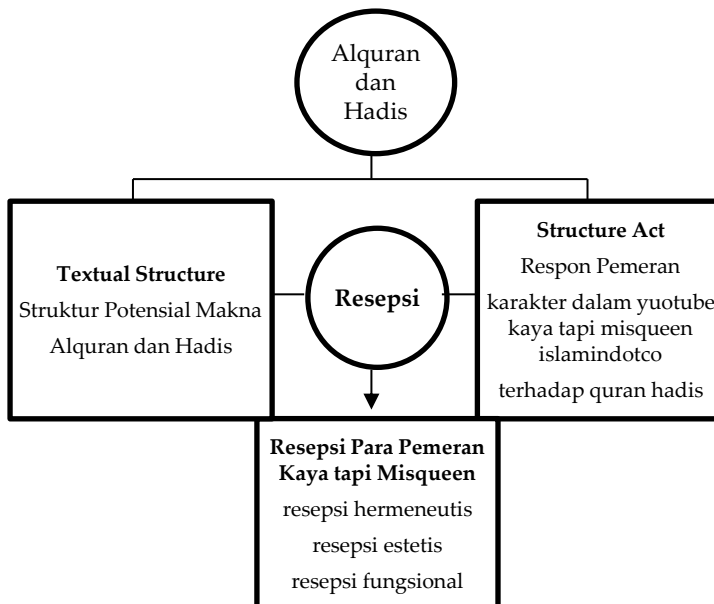 Alquran
dan
Hadis
Textual Structure
Struktur Potensial Makna
Alquran dan Hadis
Resepsi
Structure Act
Respon Pemeran
karakter dalam yuotube
kaya tapi misqueen
islamindotco
terhadap quran hadis
Resepsi Para Pemeran
Kaya tapi Misqueen
resepsi hermeneutis
resepsi estetis
resepsi fungsional